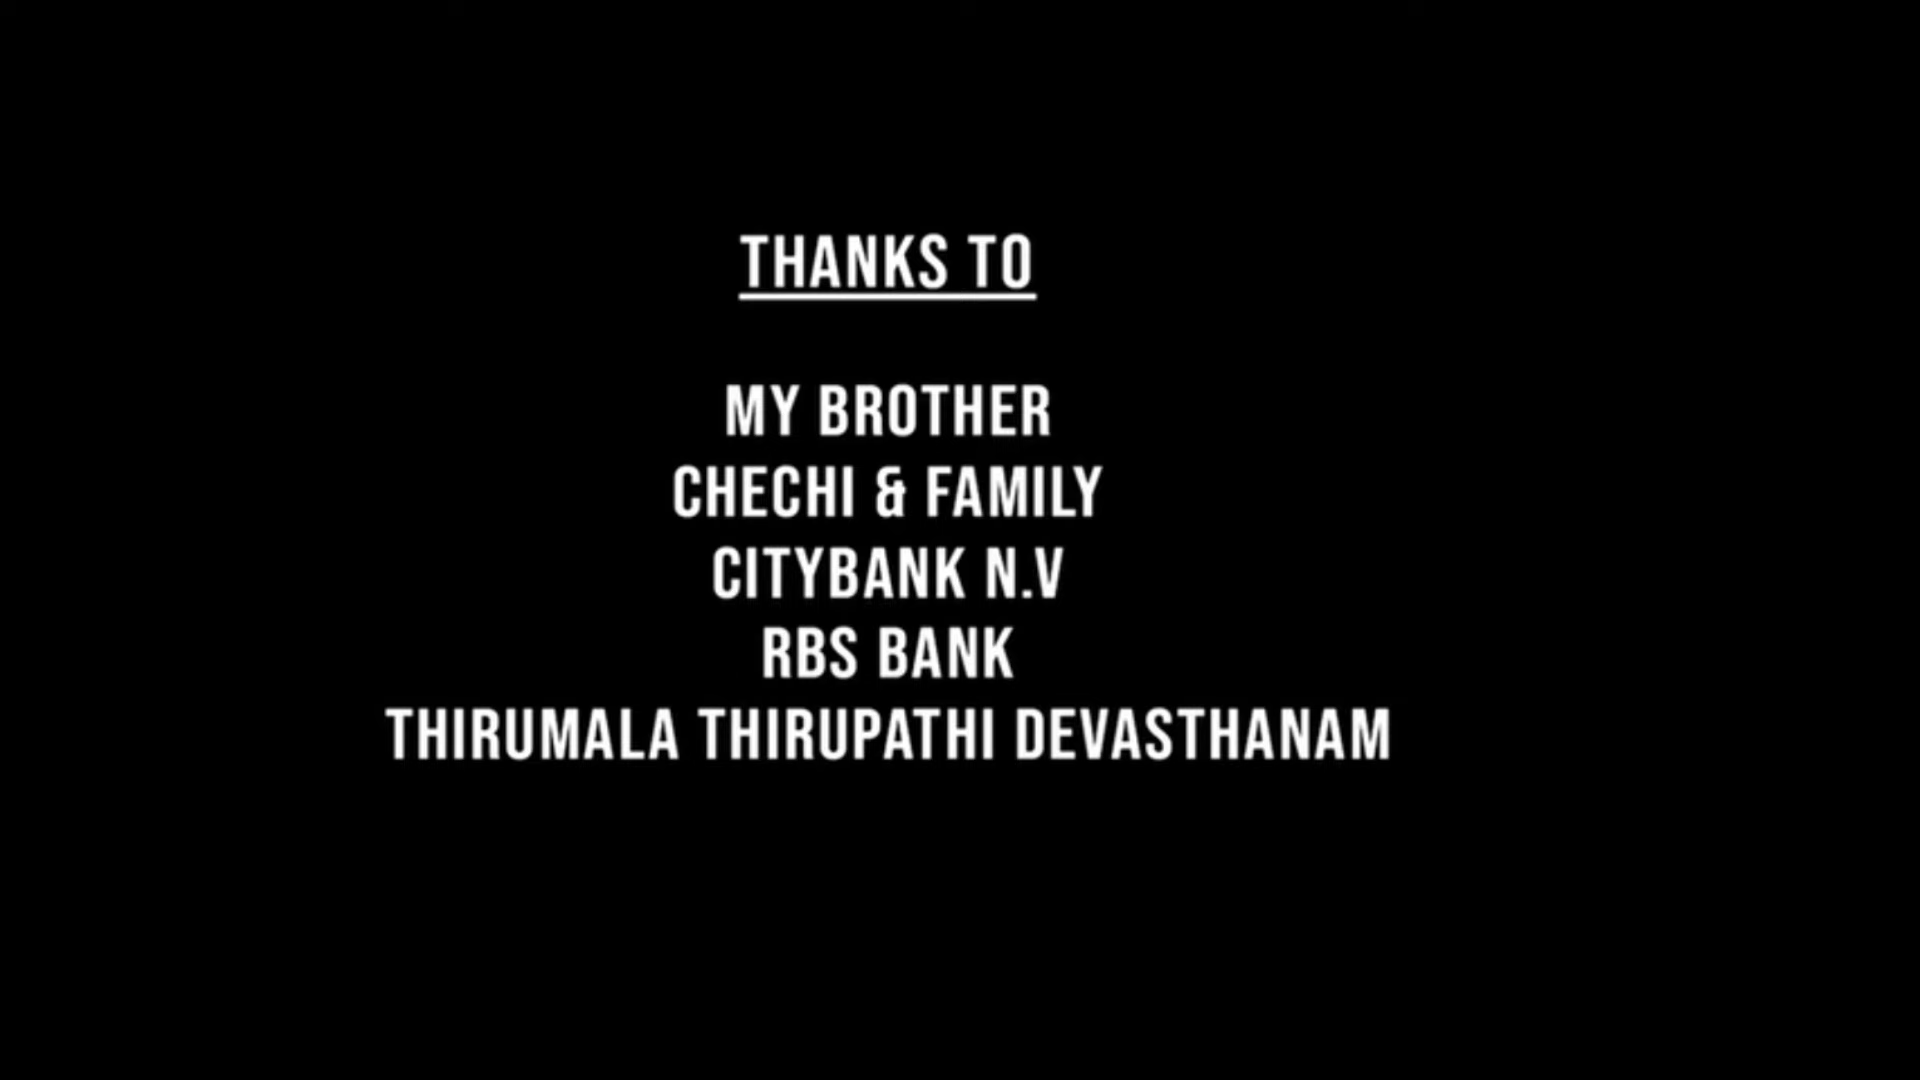 THANKS TO
MY BROTHER
CHECHI & FAMILY
CITYBANK N.V
RBS BANK
THIRUMALA THIRUPATHI DEVASTHANAM